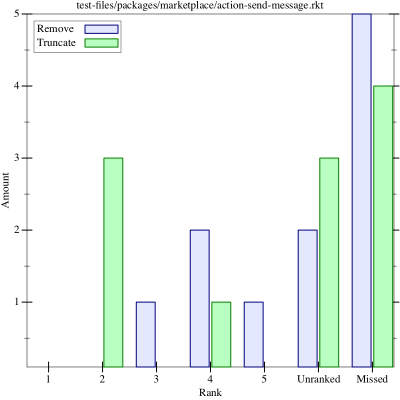 test-files/packages/marketplace/action-send-message.rkt
Remove
Truncate
5
4
3
2
1
Amount
1 2 3 4 5 Unranked Missed
Rank